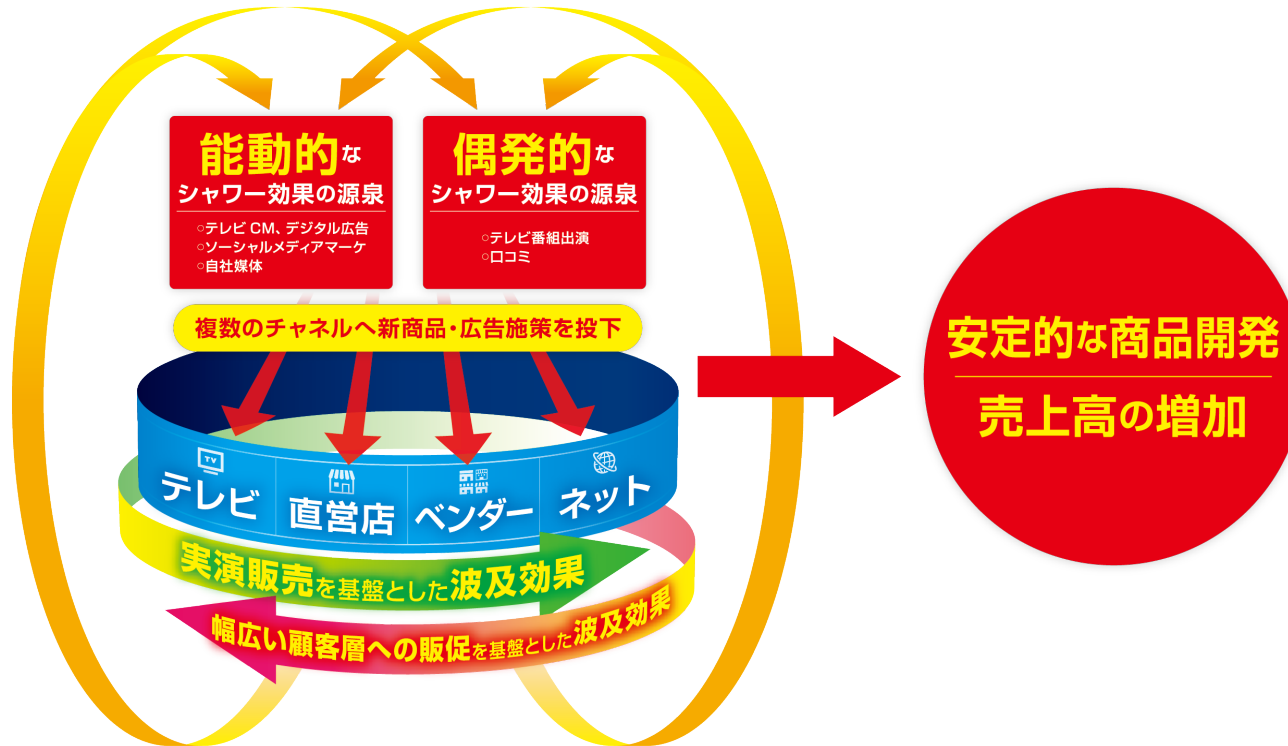 能動的な
シャワー効果の源泉
○テレビCM、デジタル広告
○ソーシャルメディアマーケ
○自社媒体
偶発的な
シャワー効果の源泉
○テレビ番組出演
○口コミ
複数のチャネルへ新商品・広告施策を投下
TV
テレビ
直営店
ベンダー
ネット
実演販売を基盤とした波及効果
幅広い顧客層への販促を基盤とした波及効果
安定的な商品開発
売上高の増加